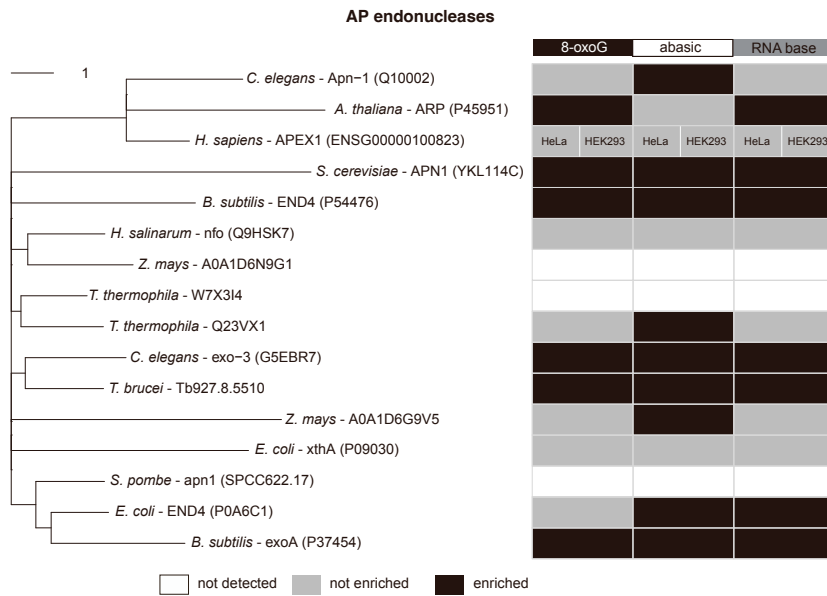 AP endonucleases
8-oxoG abasic RNA base
1
C. elegans - Apn−1 (Q10002)
A. thaliana - ARP (P45951)
H. sapiens - APEX1 (ENSG00000100823) HeLa HEK293 HeLa HEK293 HeLa HEK293
S. cerevisiae - APN1 (YKL114C)
B. subtilis - END4 (P54476)
H. salinarum - nfo (Q9HSK7)
Z. mays - A0A1D6N9G1
T. thermophila - W7X3I4
T. thermophila - Q23VX1
C. elegans - exo−3 (G5EBR7)
T. brucei - Tb927.8.5510
Z. mays - A0A1D6G9V5
E. coli - xthA (P09030)
S. pombe - apn1 (SPCC622.17)
E. coli - END4 (P0A6C1)
B. subtilis - exoA (P37454)
not detected not enriched enriched